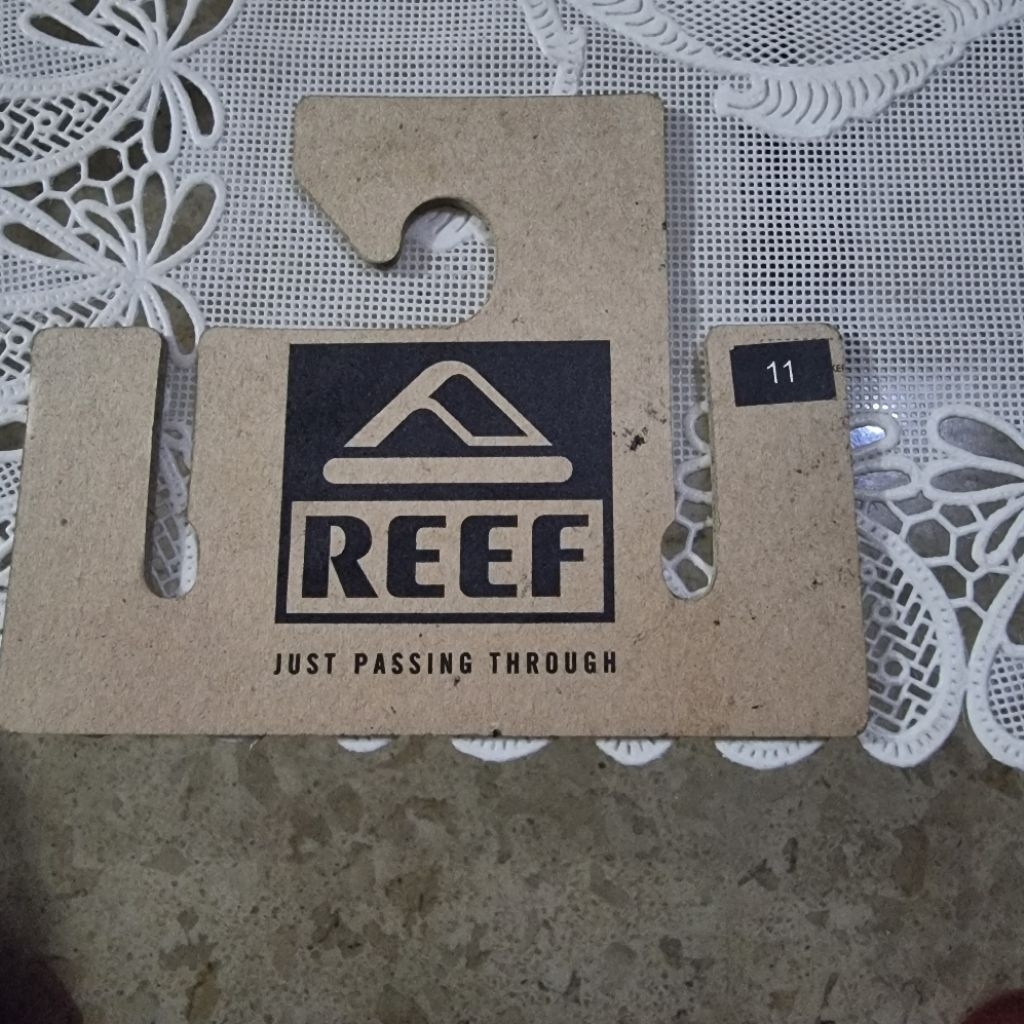 11
REEF
JUST PASSING THROUGH